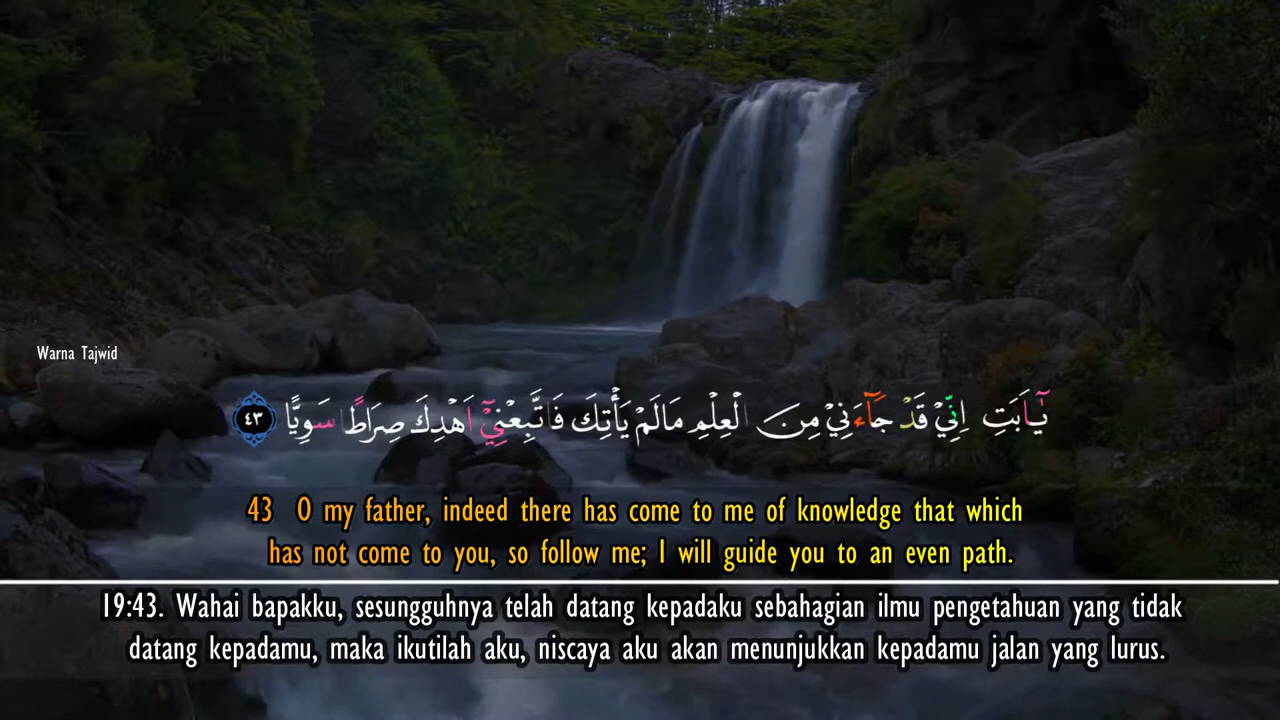 Warna Tajwid
يٰٓاَبَتِ اِنِّيْ قَدْ جَاۤءَنِيْ مِنَ الْعِلْمِ مَا لَمْ يَأْتِكَ فَاتَّبِعْنِيْٓ اَهْدِكَ صِرَاطًا سَوِيًّا ٤٣
43 O my father, indeed there has come to me of knowledge that which
has not come to you, so follow me; I will guide you to an even path.
19:43. Wahai bapakku, sesungguhnya telah datang kepadaku sebahagian ilmu pengetahuan yang tidak
datang kepadamu, maka ikutilah aku, niscaya aku akan menunjukkan kepadamu jalan yang lurus.